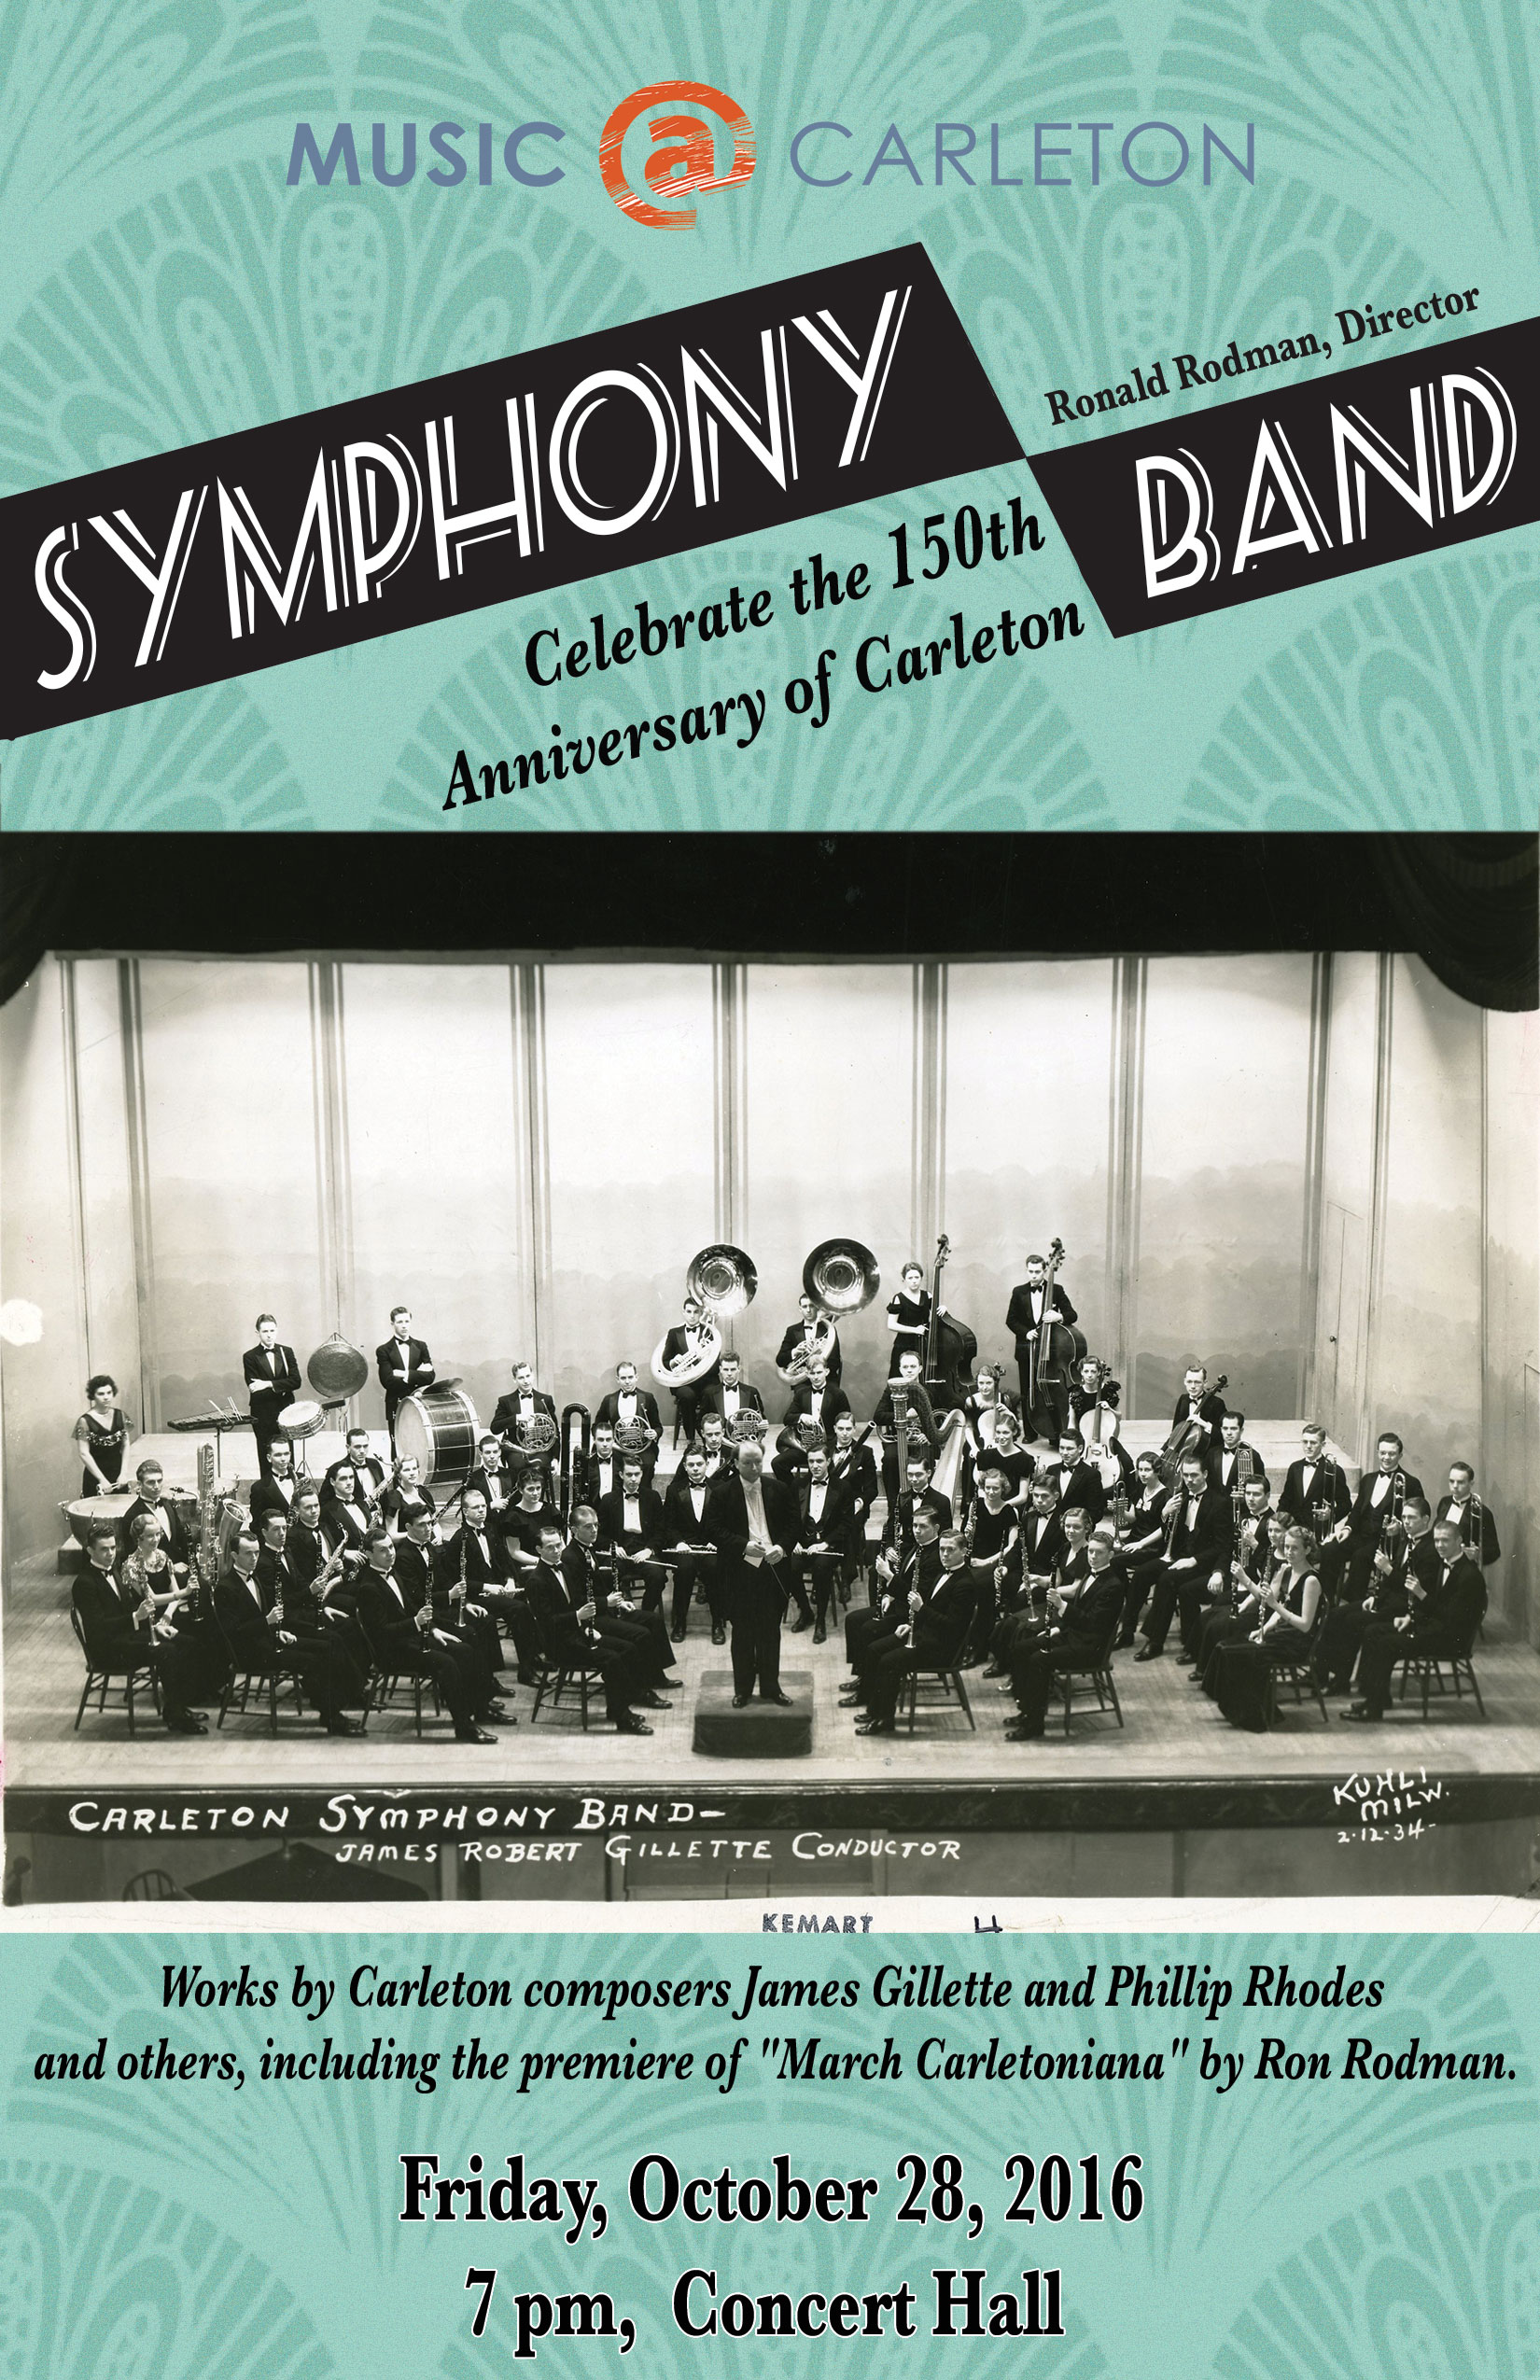 MUSIC @ CARLETON
SYMPHONY BAND
Ronald Rodman, Director
Celebrate the 150th
Anniversary of Carleton
CARLETON SYMPHONY BAND-
JAMES ROBERT GILLETTE CONDUCTOR
KUHLI
MILW.
2-12-34-
KEMART
4
Works by Carleton composers James Gillette and Phillip Rhodes
and others, including the premiere of "March Carletoniana" by Ron Rodman.
Friday, October 28, 2016
7 pm, Concert Hall